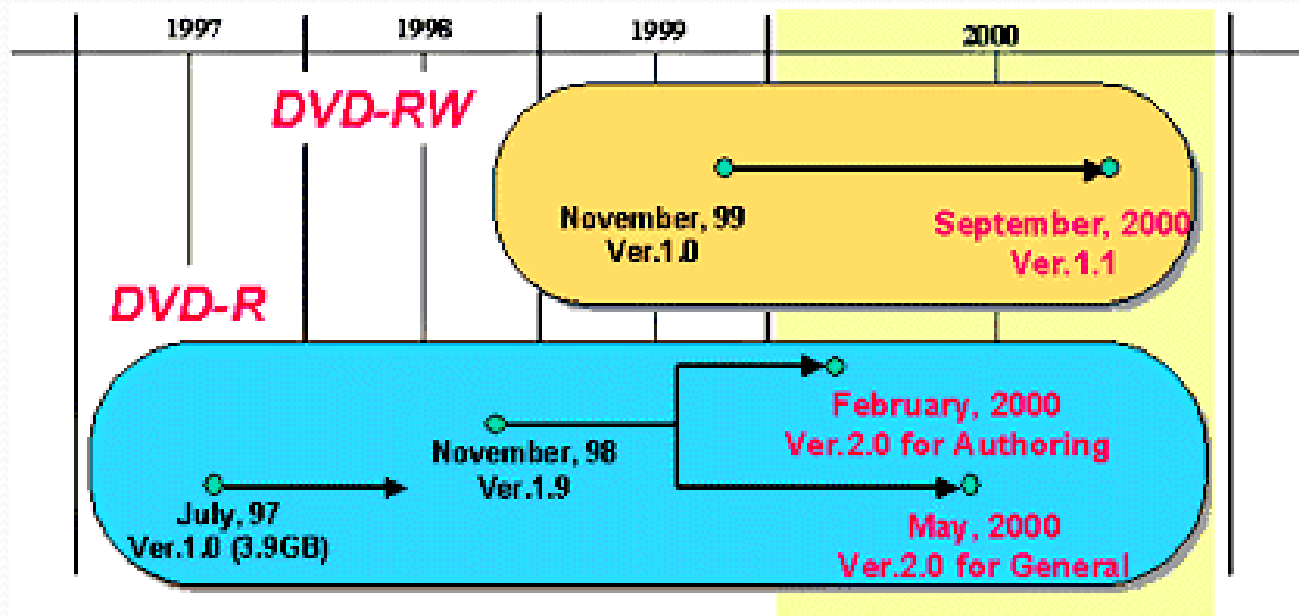 1997
1998
1999
2000
DVD-RW
November, 99
Ver.1.0
September, 2000
Ver.1.1
DVD-R
February, 2000
Ver.2.0 for Authoring
November, 98
Ver.1.9
July, 97
Ver.1.0 (3.9GB)
May, 2000
Ver.2.0 for General